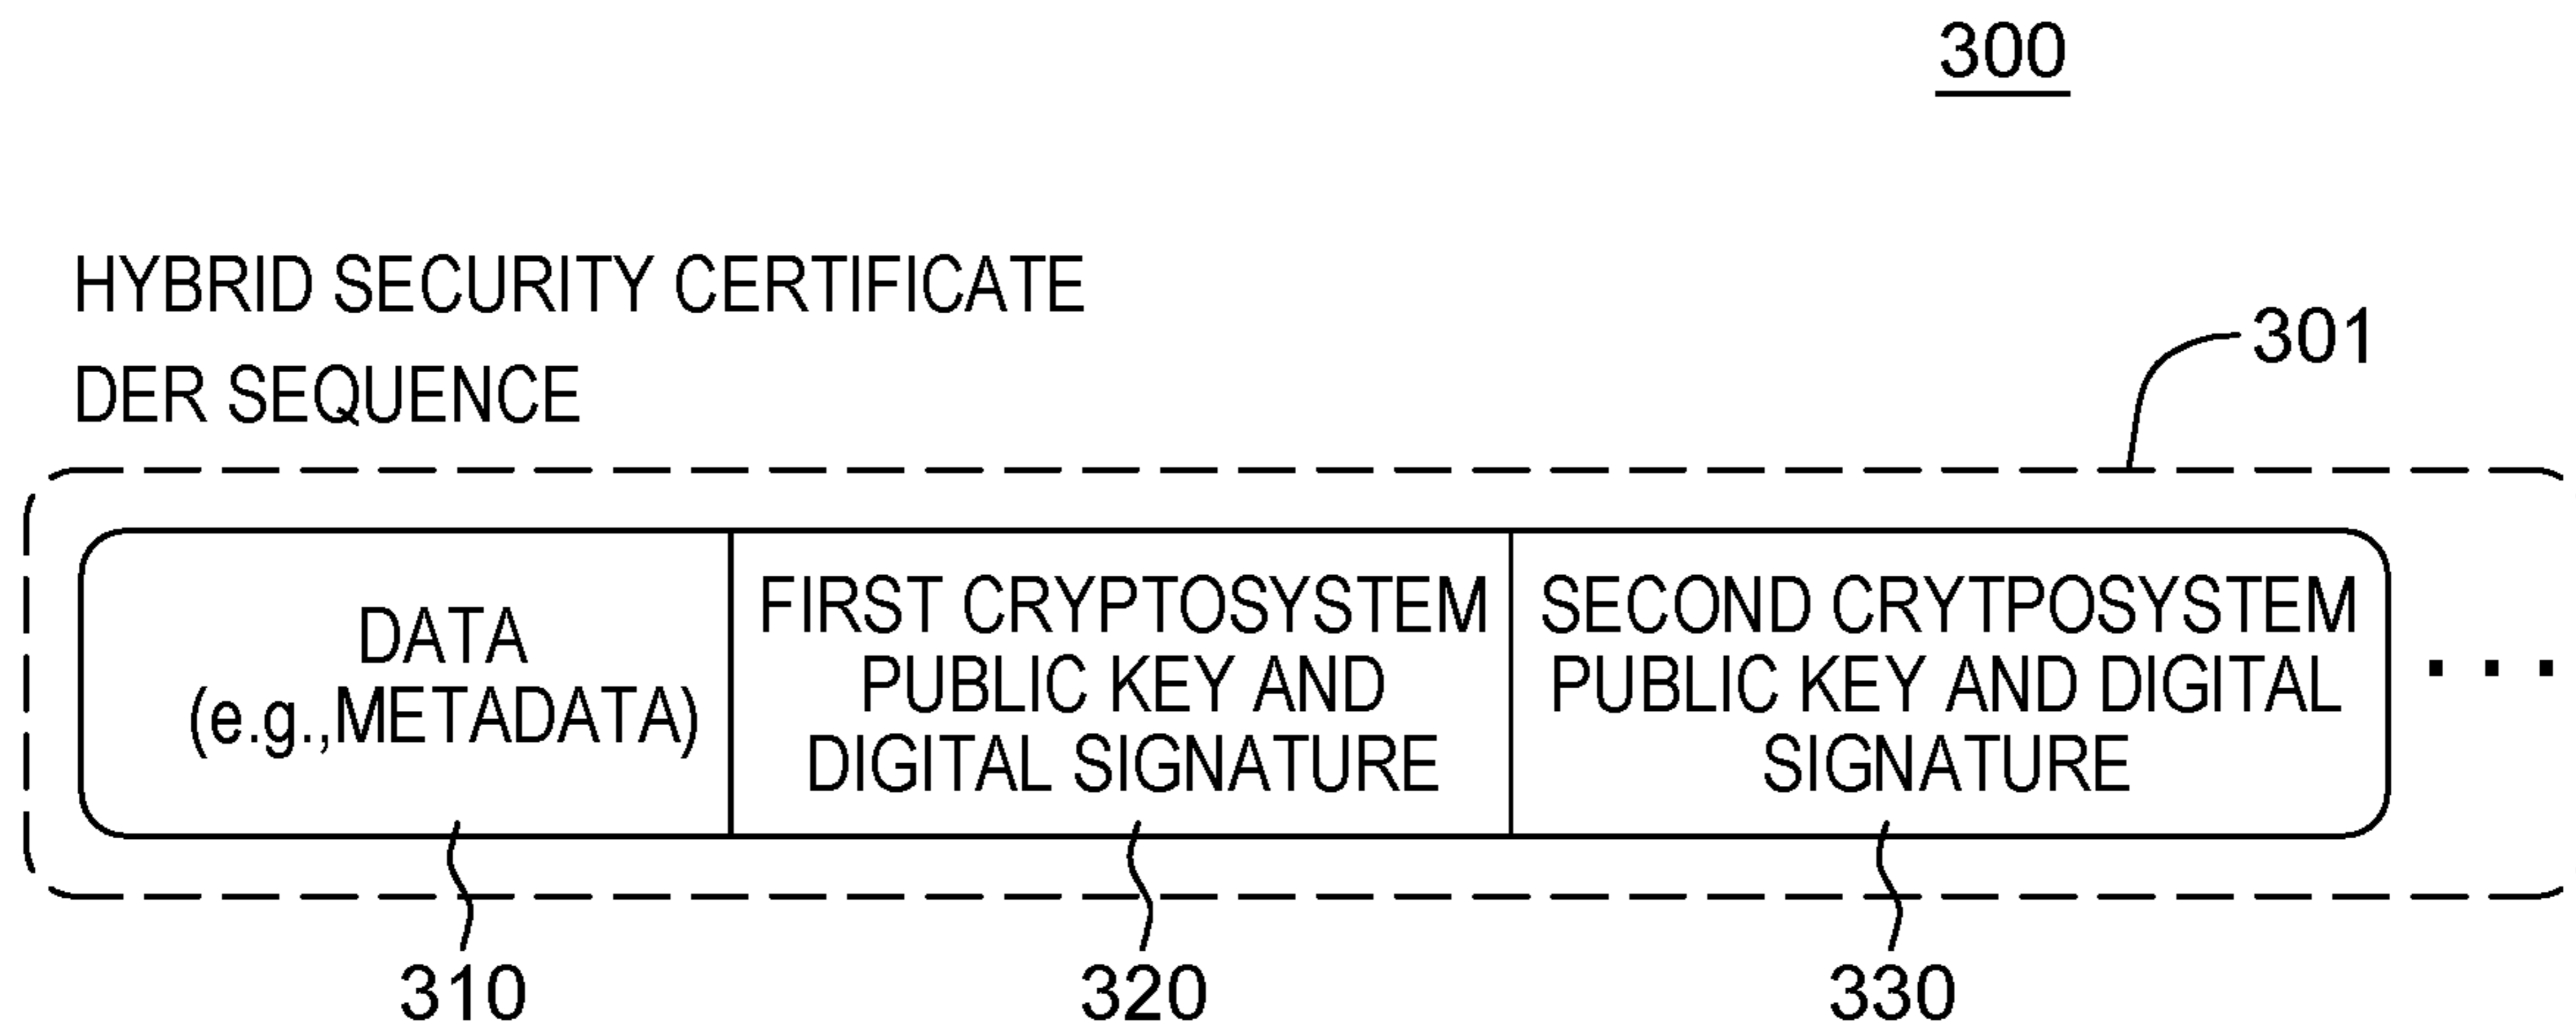 300
HYBRID SECURITY CERTIFICATE
DER SEQUENCE
301
DATA
(e.g.,METADATA)
FIRST CRYPTOSYSTEM
PUBLIC KEY AND
DIGITAL SIGNATURE
SECOND CRYTPOSYSTEM
PUBLIC KEY AND DIGITAL
SIGNATURE
...
310
320
330